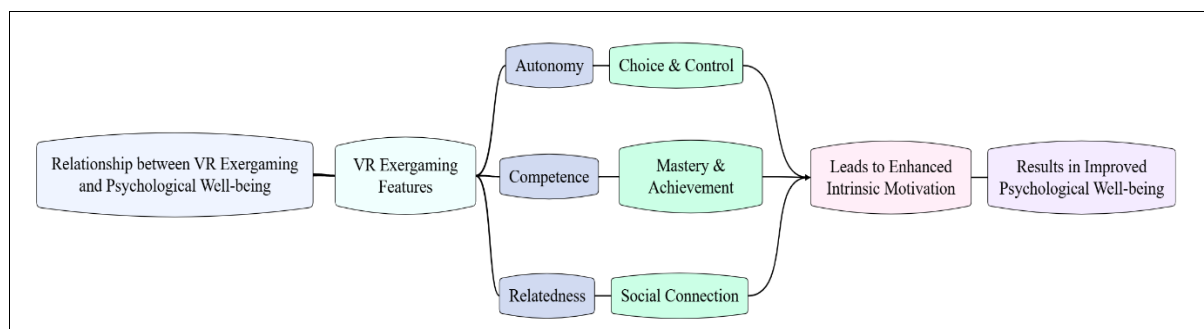 Relationship between VR Exergaming
and Psychological Well-being
VR Exergaming
Features
Autonomy
Choice & Control
Competence
Mastery &
Achievement
Relatedness
Social Connection
Leads to Enhanced
Intrinsic Motivation
Results in Improved
Psychological Well-being